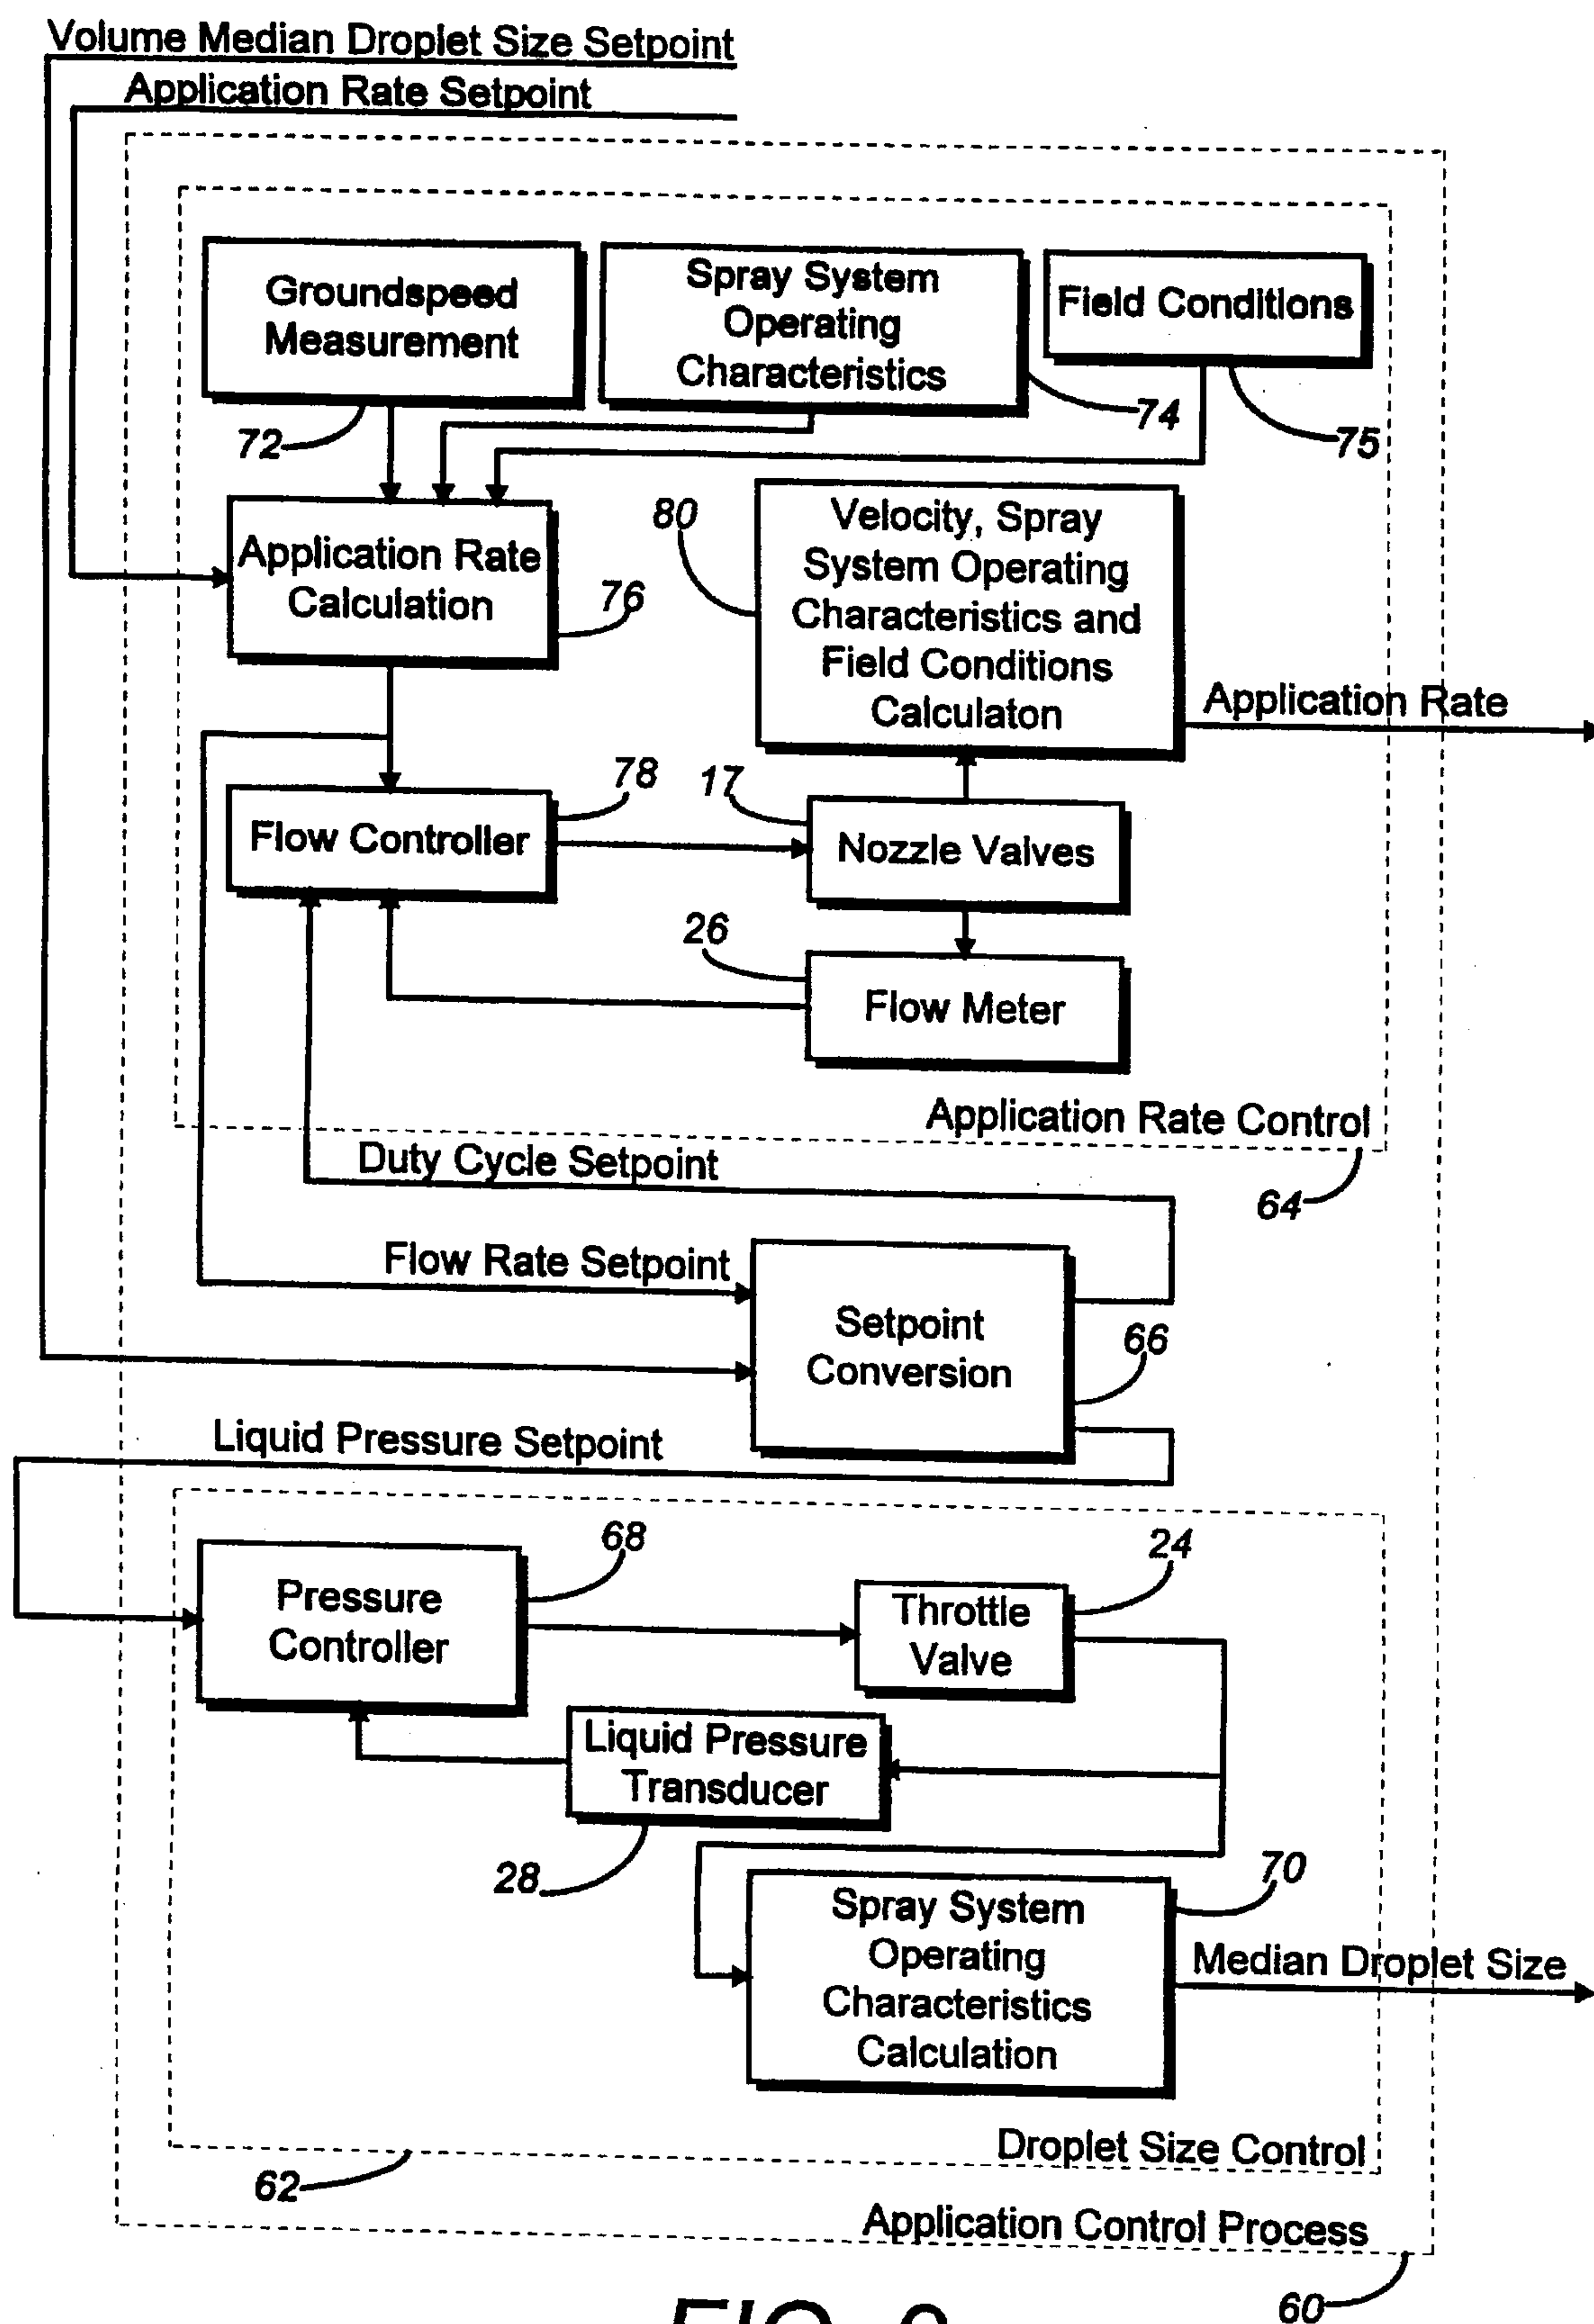 Volume Median Droplet Size Setpoint
Application Rate Setpoint
Groundspeed
Measurement
72
Spray System
Operating
Characteristics
74
Field Conditions
75
Application Rate
Calculation
76
80
Velocity, Spray
System Operating
Characteristics and
Field Conditions
Calculaton
Application Rate
Flow Controller
78
17
Nozzle Valves
26
Flow Meter
Application Rate Control
64
Duty Cycle Setpoint
Flow Rate Setpoint
Setpoint
Conversion
66
Liquid Pressure Setpoint
Pressure
Controller
68
Throttle
Valve
24
Liquid Pressure
Transducer
28
Spray System
Operating
Characteristics
Calculation
70
Median Droplet Size
Droplet Size Control
62
Application Control Process
60